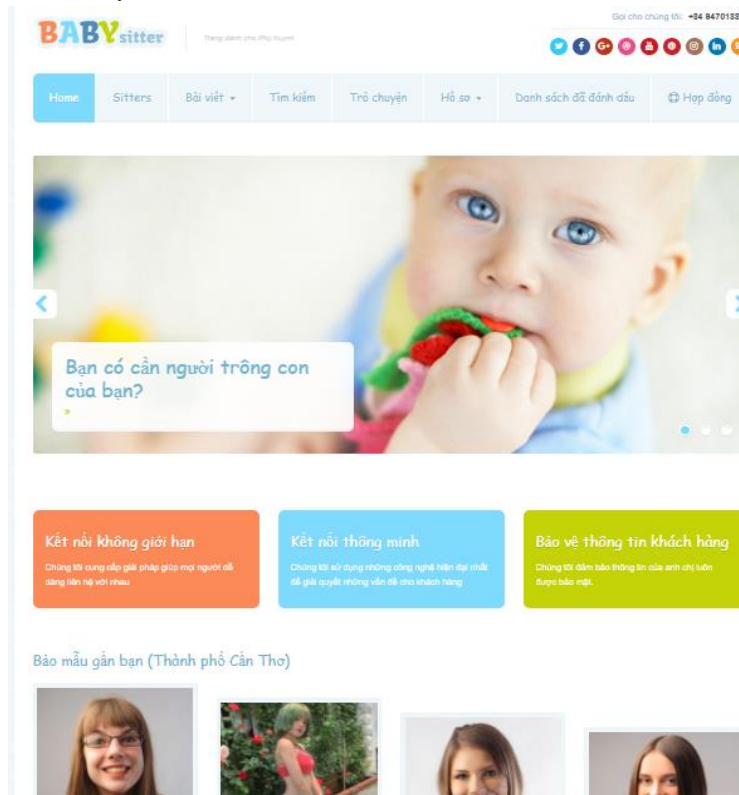 BABYsitter
Trang dành cho Phụ huynh
Gọi cho chúng tôi: +84 8470133
Home Sitters Bài viết Tìm kiếm Trò chuyện Hồ sơ Danh sách đã đánh dấu Hợp đồng
Bạn có cần người trông con
của bạn?
Kết nối không giới hạn
Chúng tôi cung cấp giải pháp giúp mọi người dễ
dàng liên hệ với nhau
Kết nối thông minh
Chúng tôi sử dụng những công nghệ hiện đại nhất
để giải quyết những vấn đề cho khách hàng
Bảo vệ thông tin khách hàng
Chúng tôi đảm bảo thông tin của anh chị luôn
được bảo mật.
Bảo mẫu gần bạn (Thành phố Cần Thơ)